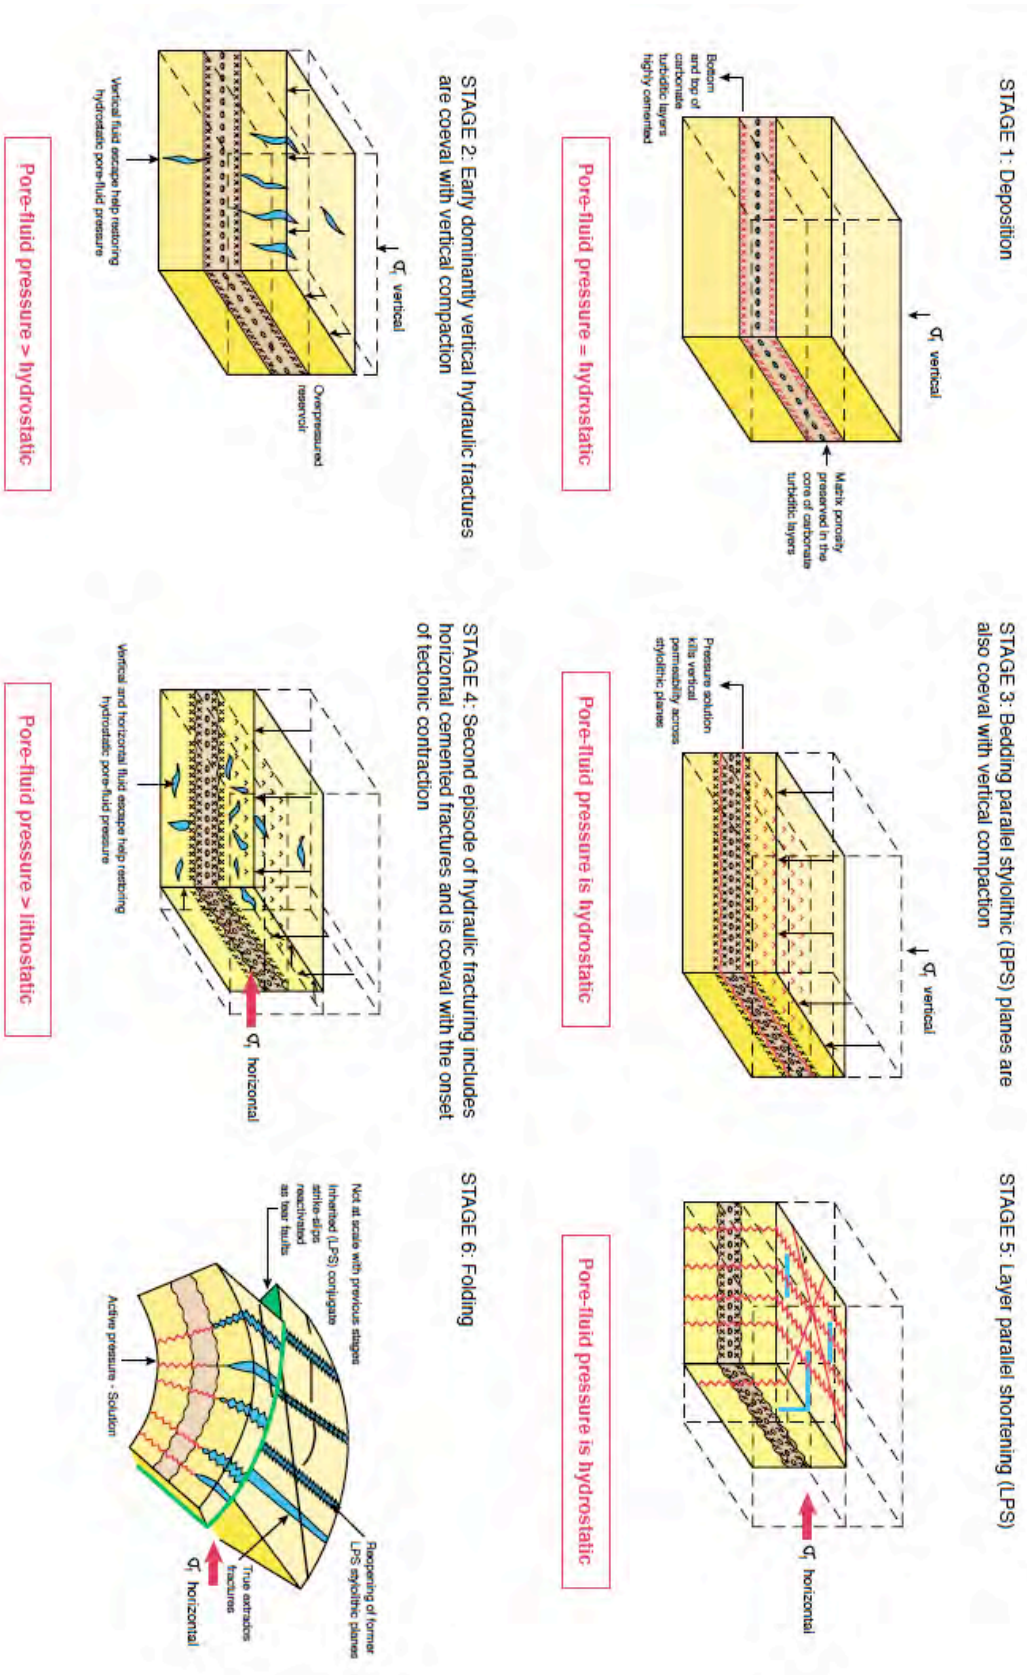 STAGE 1: Deposition
σ₁ vertical
Bottom
and top of
carbonate
turbiditic layers
highly cemented
Matrix porosity
preserved in the
core of carbonate
turbiditic layers
Pore-fluid pressure = hydrostatic
STAGE 2: Early dominantly vertical hydraulic fractures
are coeval with vertical compaction
σ₁ vertical
Overpressured
reservoir
Vertical fluid escape help restoring
hydrostatic pore-fluid pressure
Pore-fluid pressure > hydrostatic
STAGE 3: Bedding parallel stylolithic (BPS) planes are
also coeval with vertical compaction
σ₁ vertical
Pressure solution
kills vertical
permeability across
stylolithic planes
Pore-fluid pressure is hydrostatic
STAGE 4: Second episode of hydraulic fracturing includes
horizontal cemented fractures and is coeval with the onset
of tectonic contraction
σ₁ horizontal
Vertical and horizontal fluid escape help restoring
hydrostatic pore-fluid pressure
Pore-fluid pressure > lithostatic
STAGE 5: Layer parallel shortening (LPS)
σ₁ horizontal
Pore-fluid pressure is hydrostatic
STAGE 6: Folding
Not at scale with previous stages
Inherited (LPS) conjugate
strike-slips
reactivated
as tear faults
Reopening of former
LPS stylolithic planes
True extrados
fractures
σ₁ horizontal
Active pressure - Solution